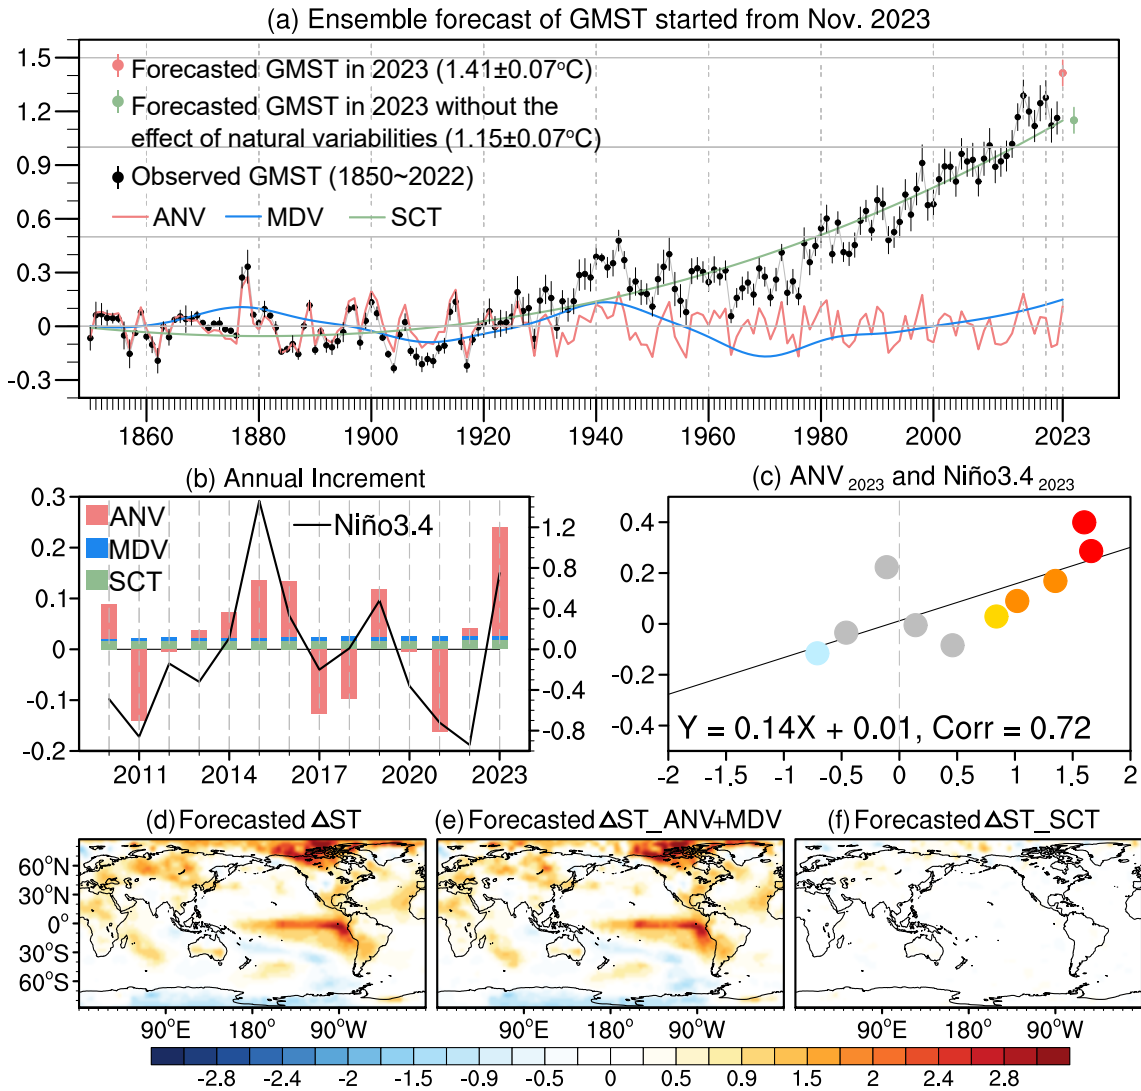 (a) Ensemble forecast of GMST started from Nov. 2023
1.5
1.2
0.9
0.6
0.3
0
-0.3
Forecasted GMST in 2023 (1.41±0.07°C)
Forecasted GMST in 2023 without the
effect of natural variabilities (1.15±0.07°C)
Observed GMST (1850~2022)
ANV MDV SCT
1860 1880 1900 1920 1940 1960 1980 2000 2023
(b) Annual Increment
0.3
0.2
0.1
0
-0.1
-0.2
ANV
MDV
SCT
Niño3.4
1.2
0.8
0.4
0.0
-0.4
-0.8
2011 2014 2017 2020 2023
(c) ANV2023 and Niño3.42023
0.4
0.2
0
-0.2
-0.4
Y = 0.14X + 0.01, Corr = 0.72
-2 -1.5 -1 -0.5 0 0.5 1 1.5 2
(d) Forecasted ΔST
(e) Forecasted ΔST_ANV+MDV
(f) Forecasted ΔST_SCT
60°N
30°N
0°
30°S
60°S
90°E 180° 90°W
90°E 180° 90°W
90°E 180° 90°W
-2.8 -2.4 -2 -1.5 -0.9 -0.5 0 0.5 0.9 1.5 2 2.4 2.8